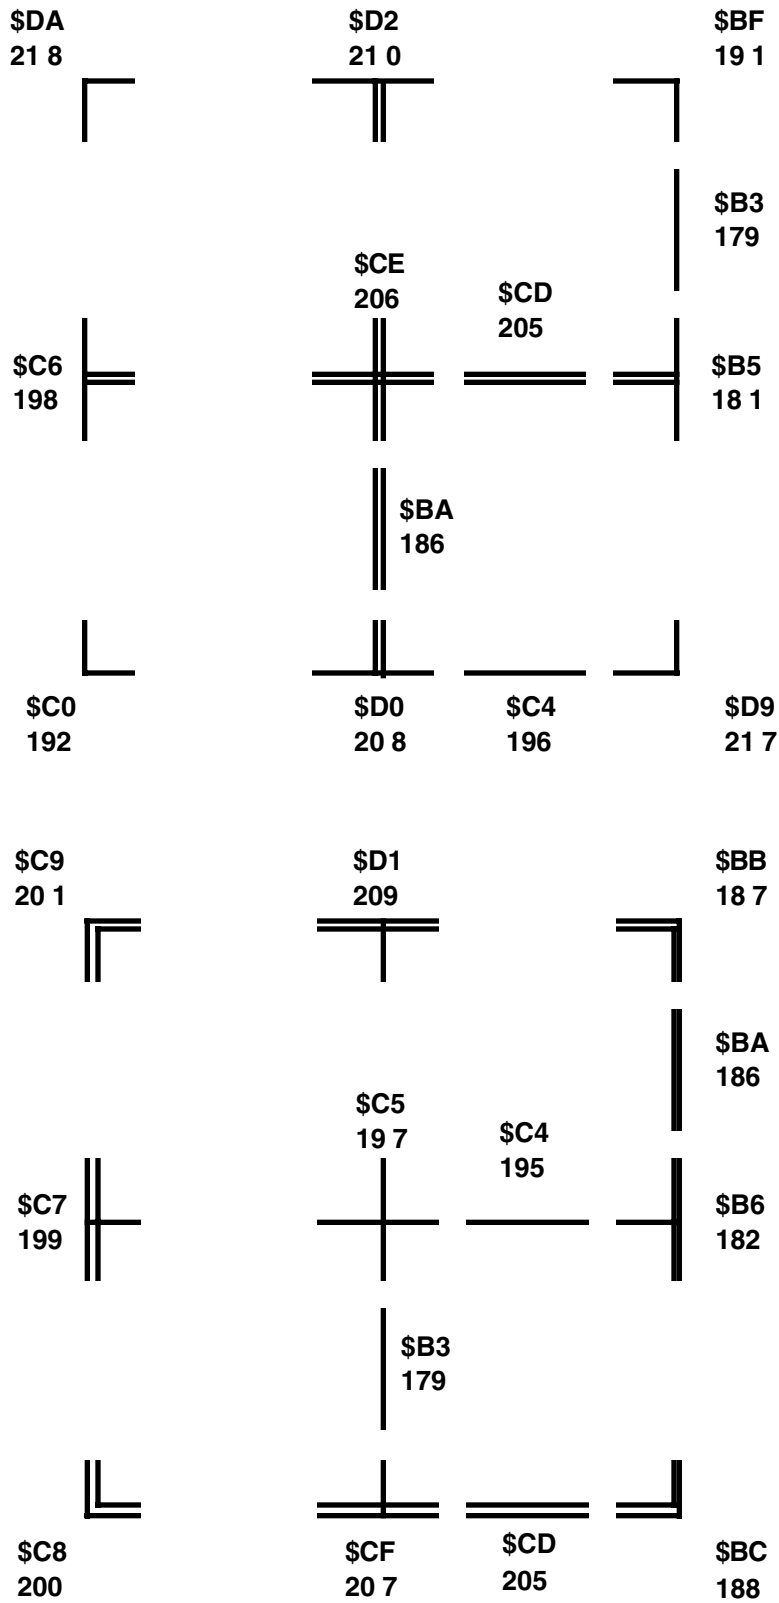 $DA
21 8
$D2
21 0
$BF
19 1
$B3
179
$CE
206
$CD
205
$C6
198
$B5
18 1
$BA
186
$C0
192
$D0
20 8
$C4
196
$D9
21 7
$C9
20 1
$D1
209
$BB
18 7
$BA
186
$C5
19 7
$C4
195
$C7
199
$B6
182
$B3
179
$C8
200
$CF
20 7
$CD
205
$BC
188